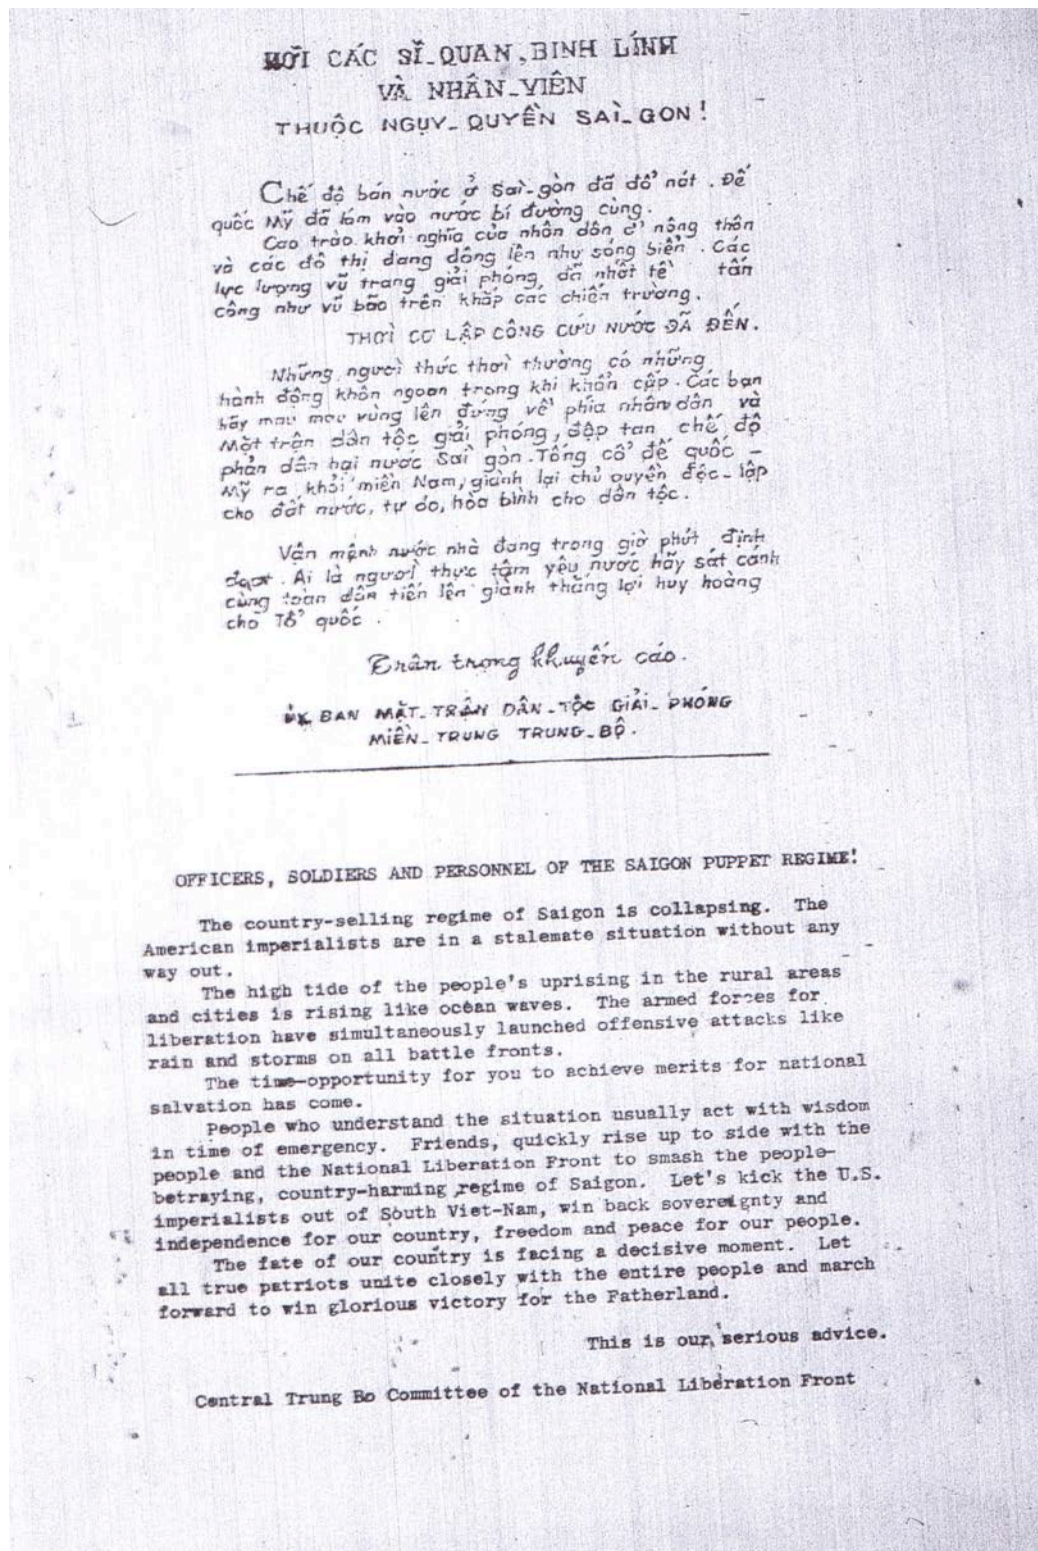 HỠI CÁC SĨ_QUAN, BINH LÍNH
VÀ NHÂN_VIÊN
THUỘC NGỤY_QUYỀN SAÌ_GON!
Chế độ bán nước ở Saì_gòn đã đổ nát. Đế
quốc Mỹ đã lâm vào nước bí đường cùng.
Cao trào khởi nghĩa của nhân dân ở nông thôn
và các đô thị đang dâng lên như sóng biển. Các
lực lượng vũ trang giải phóng, đã nhất tề tấn
công như vũ bão trên khắp các chiến trường.
THƠÌ CƠ LẬP CÔNG CỨU NƯỚC ĐÃ ĐẾN.
Những ngươì thức thơì thường có những
hành động khôn ngoan trong khi khẩn cấp. Các bạn
hãy mau mau vùng lên đứng về phía nhân dân và
Mặt trận dân tộc giải phóng, đập tan chế độ
phản dân hại nước Saì gòn. Tống cổ đế quốc _
Mỹ ra khỏi miền Nam, giành lại chủ quyền độc_lập
cho đất nước, tự do, hòa bình cho dân tộc.
Vận mệnh nước nhà đang trong giờ phút định
đoạt. Ai là ngươì thực tâm yêu nước hãy sát cánh
cùng toàn dân tiến lên giành thắng lợi huy hoàng
cho Tổ quốc.
Trân trọng khuyến cáo.
ỦY BAN MẶT_TRẬN DÂN_TỘC GIẢI_PHÓNG
MIỀN_TRUNG TRUNG_BỘ.
OFFICERS, SOLDIERS AND PERSONNEL OF THE SAIGON PUPPET REGIME!
The country-selling regime of Saigon is collapsing. The
American imperialists are in a stalemate situation without any
way out.
The high tide of the people's uprising in the rural areas
and cities is rising like ocean waves. The armed forces for
liberation have simultaneously launched offensive attacks like
rain and storms on all battle fronts.
The time-opportunity for you to achieve merits for national
salvation has come.
People who understand the situation usually act with wisdom
in time of emergency. Friends, quickly rise up to side with the
people and the National Liberation Front to smash the people-
betraying, country-harming regime of Saigon. Let's kick the U.S.
imperialists out of South Viet-Nam, win back sovereignty and
independence for our country, freedom and peace for our people.
The fate of our country is facing a decisive moment. Let
all true patriots unite closely with the entire people and march
forward to win glorious victory for the Fatherland.
This is our serious advice.
Central Trung Bo Committee of the National Liberation Front